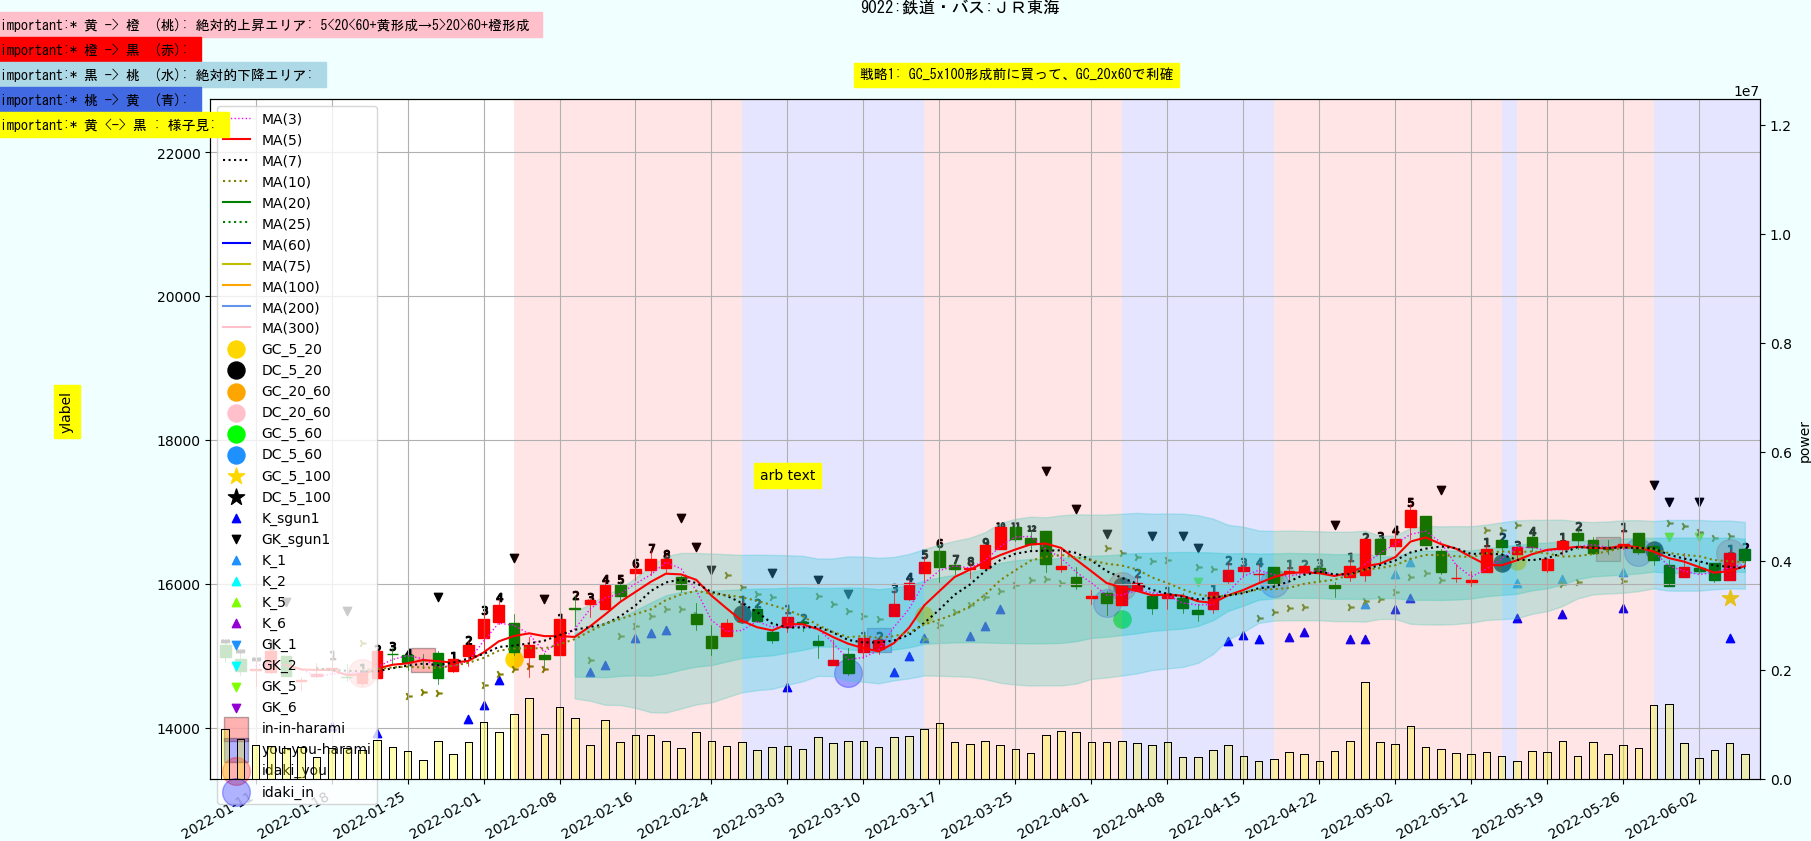 9022:鉄道・バス:ＪＲ東海
important:* 黄 -> 橙 (桃): 絶対的上昇エリア: 5<20<60+黄形成→5>20>60+橙形成
important:* 橙 -> 黒 (赤):
important:* 黒 -> 桃 (水): 絶対的下降エリア:
important:* 桃 -> 黄 (青):
important:* 黄 <-> 黒 : 様子見:
戦略1: GC_5x100形成前に買って、GC_20x60で利確
1e7
MA(3)
MA(5)
MA(7)
MA(10)
MA(20)
MA(25)
MA(60)
MA(75)
MA(100)
MA(200)
MA(300)
GC_5_20
DC_5_20
GC_20_60
DC_20_60
GC_5_60
DC_5_60
GC_5_100
DC_5_100
K_sgun1
GK_sgun1
K_1
K_2
K_5
K_6
GK_1
GK_2
GK_5
GK_6
in-in-harami
you-you-harami
idaki_you
idaki_in
22000
20000
18000
16000
14000
ylabel
arb text
1.2
1.0
0.8
0.6
0.4
0.2
0.0
power
2022-01-11
2022-01-18
2022-01-25
2022-02-01
2022-02-08
2022-02-16
2022-02-24
2022-03-03
2022-03-10
2022-03-17
2022-03-25
2022-04-01
2022-04-08
2022-04-15
2022-04-22
2022-05-02
2022-05-12
2022-05-19
2022-05-26
2022-06-02